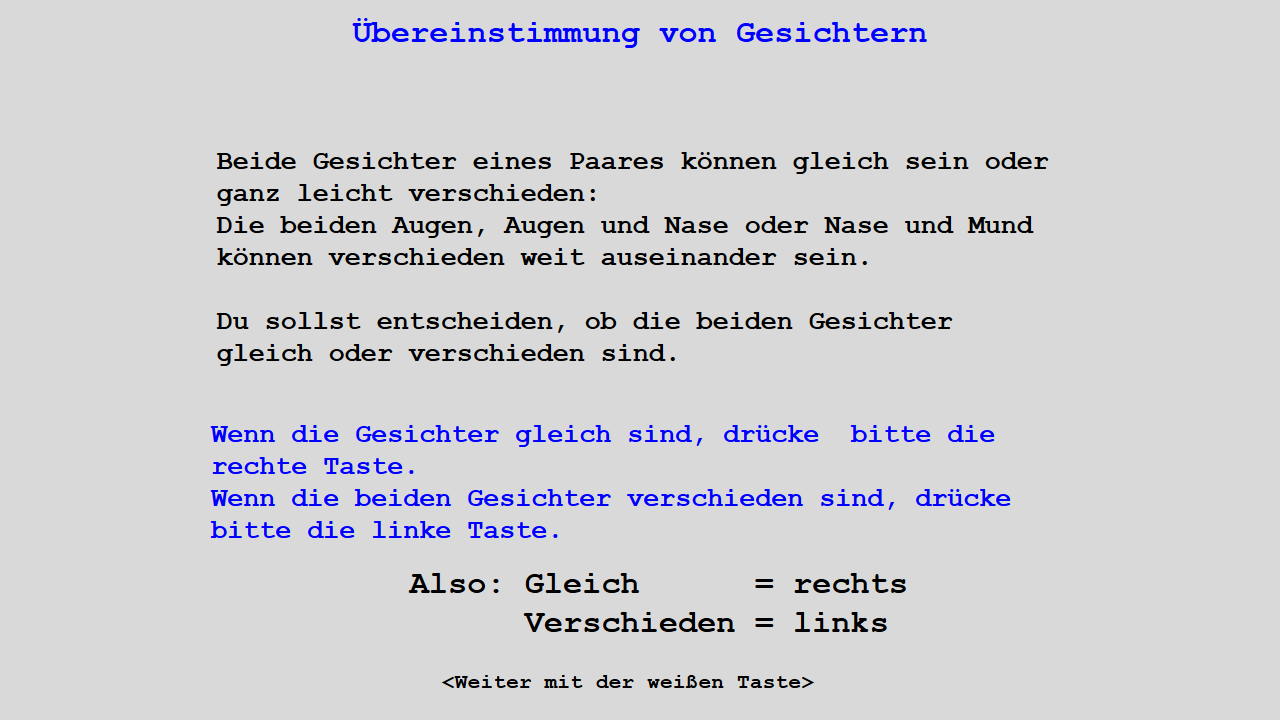 Übereinstimmung von Gesichtern
Beide Gesichter eines Paares können gleich sein oder
ganz leicht verschieden:
Die beiden Augen, Augen und Nase oder Nase und Mund
können verschieden weit auseinander sein.
Du sollst entscheiden, ob die beiden Gesichter
gleich oder verschieden sind.
Wenn die Gesichter gleich sind, drücke  bitte die
rechte Taste.
Wenn die beiden Gesichter verschieden sind, drücke
bitte die linke Taste.
Also: Gleich      = rechts
Verschieden = links
<Weiter mit der weißen Taste>